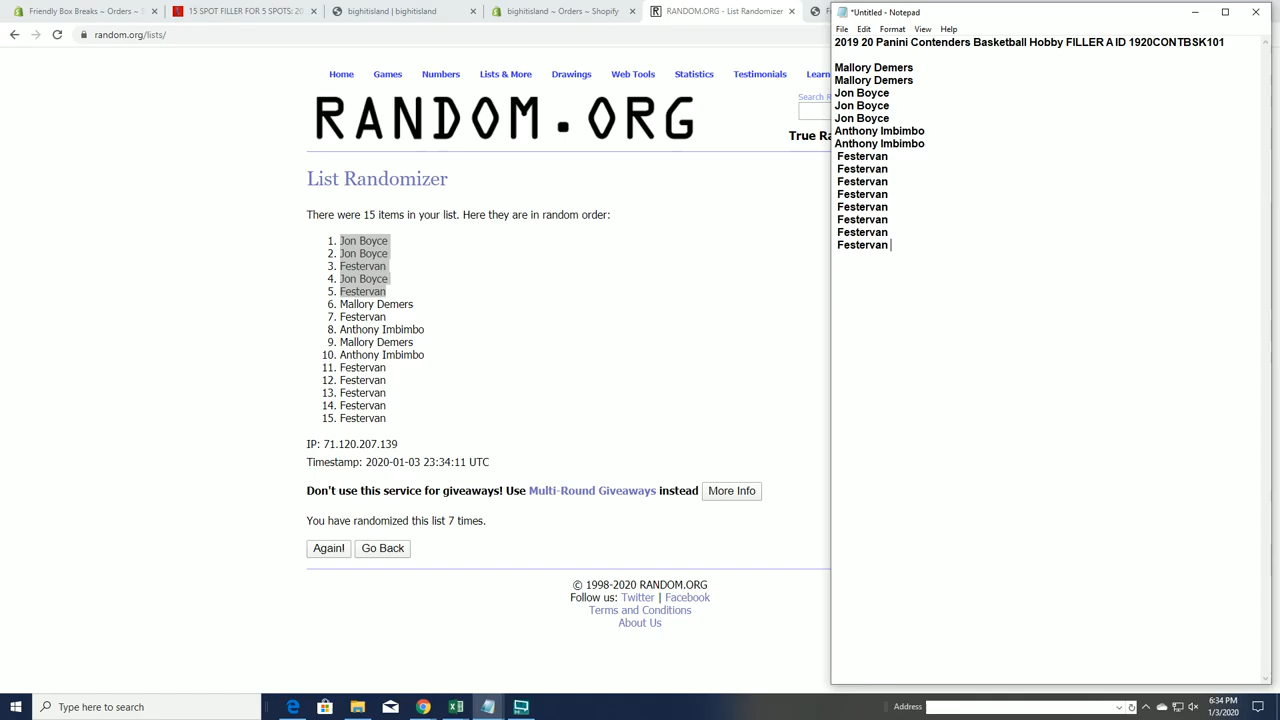 Friendly Box Breaks ~ Orders ~ S
15 SPOT FILLER FOR 5 SPOTS: 20
bighitisland | bighitisland
bighitisland ~ Orders ~ Shopify
RANDOM.ORG - List Randomizer
random.org/lists/
Home Games Numbers Lists & More Drawings Web Tools Statistics Testimonials Learn
Search R
RANDOM.ORG
True Ra
List Randomizer
There were 15 items in your list. Here they are in random order:
1. Jon Boyce
2. Jon Boyce
3. Festervan
4. Jon Boyce
5. Festervan
6. Mallory Demers
7. Festervan
8. Anthony Imbimbo
9. Mallory Demers
10. Anthony Imbimbo
11. Festervan
12. Festervan
13. Festervan
14. Festervan
15. Festervan
IP: 71.120.207.139
Timestamp: 2020-01-03 23:34:11 UTC
Don't use this service for giveaways! Use Multi-Round Giveaways instead More Info
You have randomized this list 7 times.
Again! Go Back
© 1998-2020 RANDOM.ORG
Follow us: Twitter | Facebook
Terms and Conditions
About Us
*Untitled - Notepad
File Edit Format View Help
2019 20 Panini Contenders Basketball Hobby FILLER A ID 1920CONTBSK101
Mallory Demers
Mallory Demers
Jon Boyce
Jon Boyce
Jon Boyce
Anthony Imbimbo
Anthony Imbimbo
Festervan
Festervan
Festervan
Festervan
Festervan
Festervan
Festervan
Festervan
Type here to search
Address
6:34 PM
1/3/2020